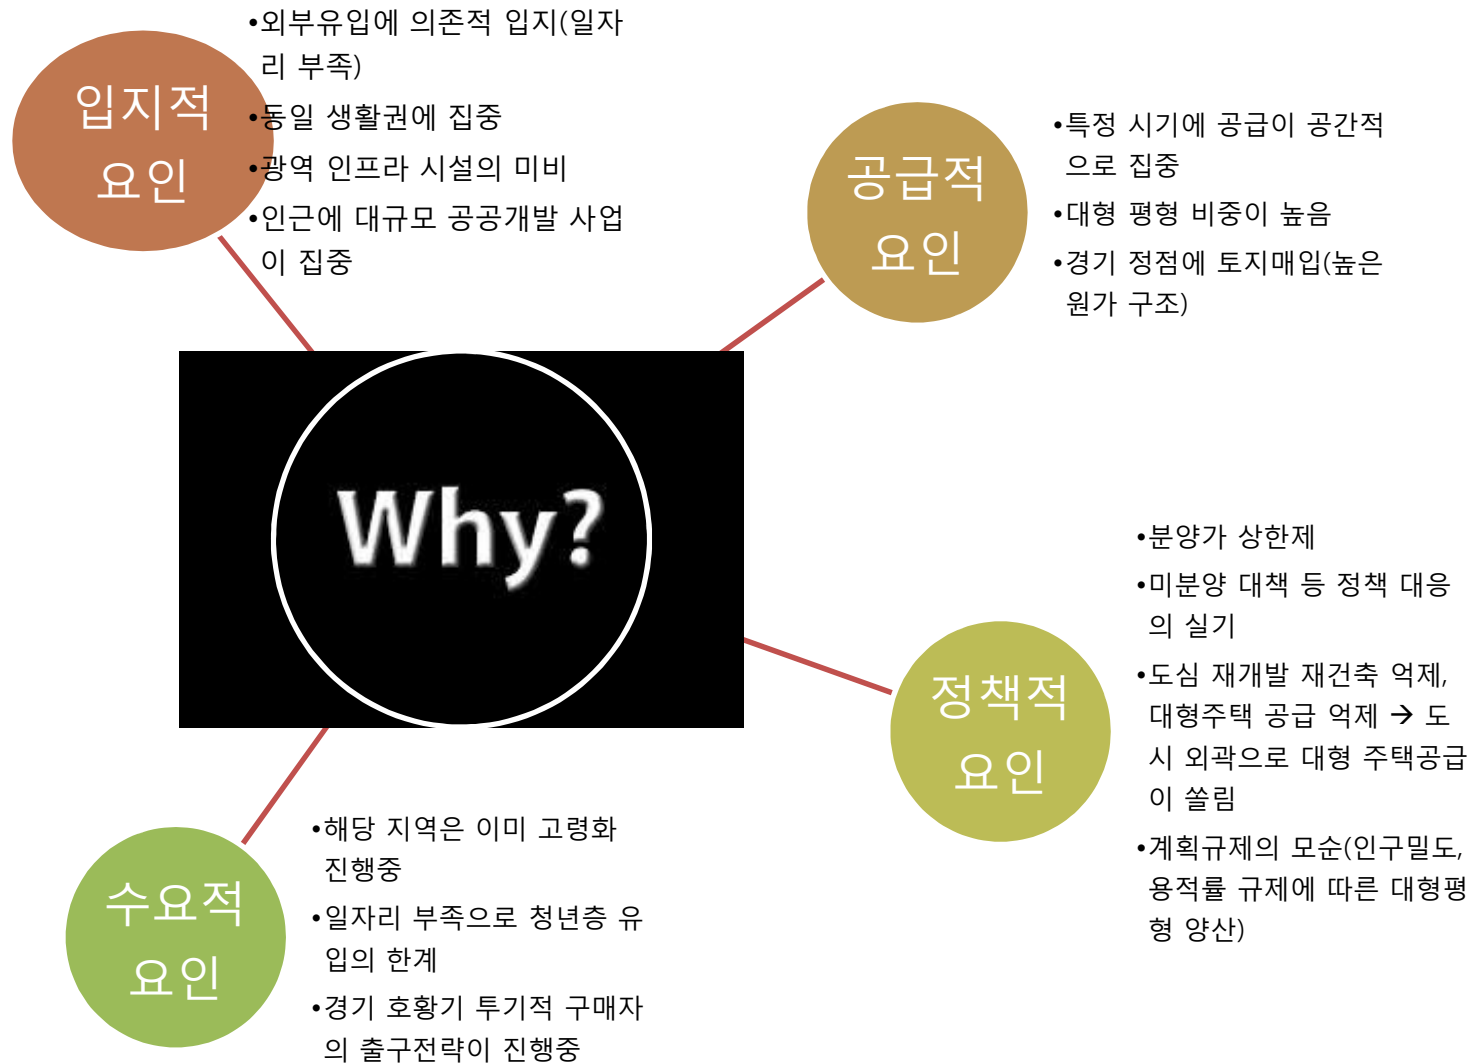 입지적
요인
•외부유입에 의존적 입지(일자
리 부족)
•동일 생활권에 집중
•광역 인프라 시설의 미비
•인근에 대규모 공공개발 사업
이 집중
공급적
요인
•특정 시기에 공급이 공간적
으로 집중
•대형 평형 비중이 높음
•경기 정점에 토지매입(높은
원가 구조)
Why?
정책적
요인
•분양가 상한제
•미분양 대책 등 정책 대응
의 실기
•도심 재개발 재건축 억제,
대형주택 공급 억제 → 도
시 외곽으로 대형 주택공급
이 쏠림
•계획규제의 모순(인구밀도,
용적률 규제에 따른 대형평
형 양산)
수요적
요인
•해당 지역은 이미 고령화
진행중
•일자리 부족으로 청년층 유
입의 한계
•경기 호황기 투기적 구매자
의 출구전략이 진행중